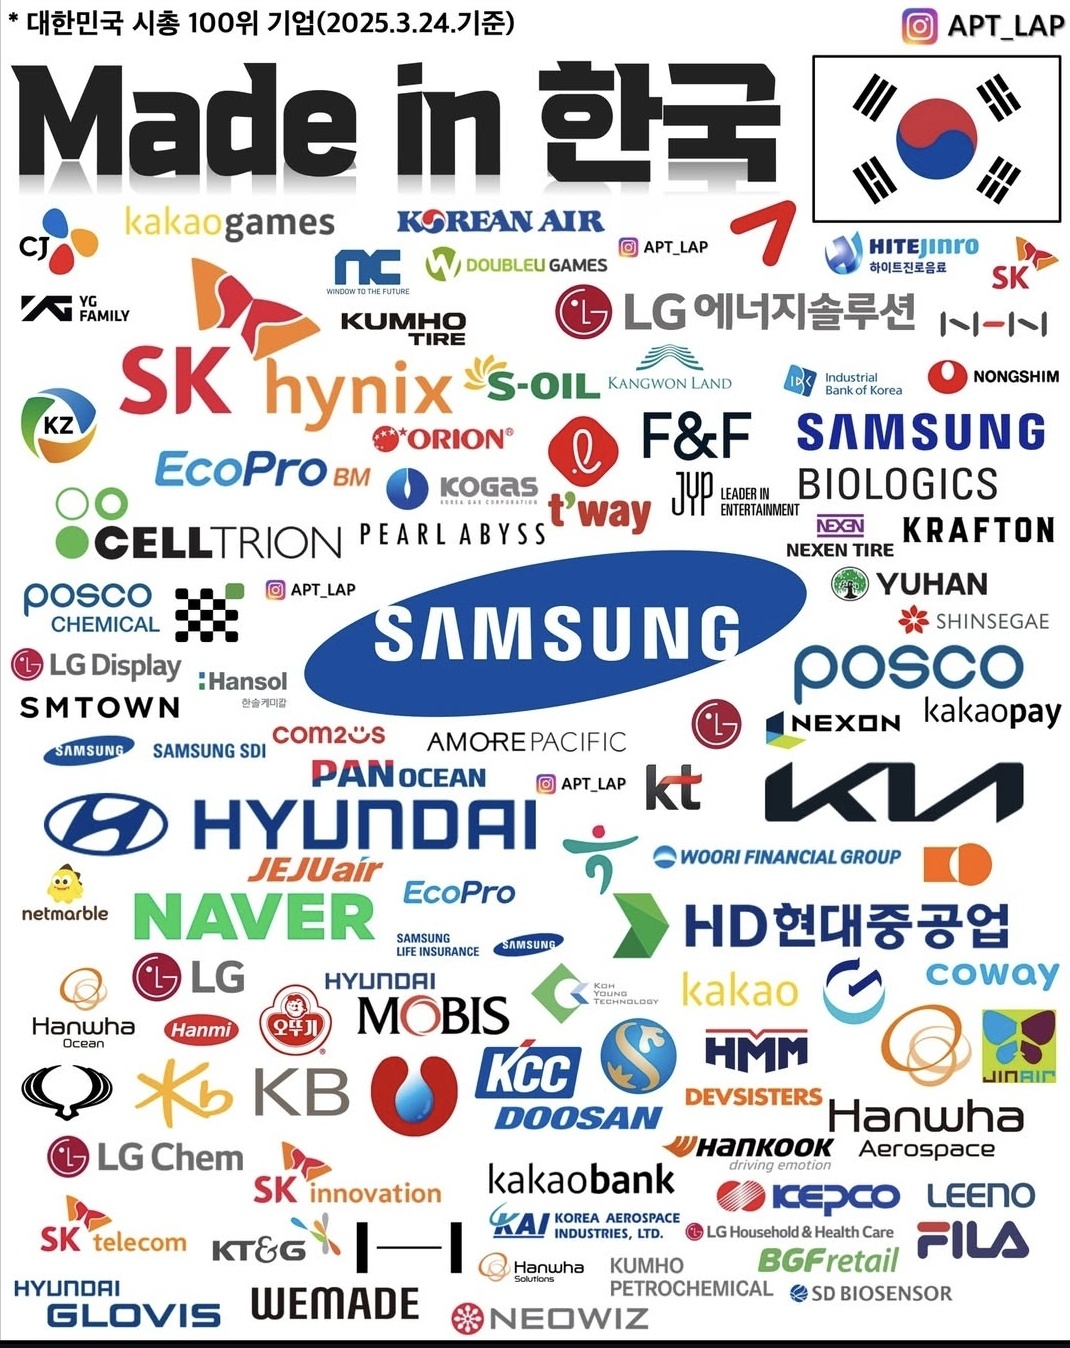 * 대한민국 시총 100위 기업(2025.3.24.기준)
APT_LAP
Made in 한국
CJ
kakaogames
KOREAN AIR
APT_LAP
HITEJINRO
하이트진로음료
SK
NC
WINDOW TO THE FUTURE
DOUBLEU GAMES
YG
FAMILY
KUMHO
TIRE
LG 에너지솔루션
NHN
SK hynix
S-OIL
KANGWON LAND
IBK
Industrial
Bank of Korea
NONGSHIM
KZ
ORION
F&F
SAMSUNG
BIOLOGICS
EcoPro BM
KOGAS
KOREA GAS CORPORATION
t'way
JYP
LEADER IN
ENTERTAINMENT
CELLTRION
PEARL ABYSS
NEXEN
NEXEN TIRE
KRAFTON
POSCO
CHEMICAL
APT_LAP
SAMSUNG
YUHAN
SHINSEGAE
LG Display
Hansol
한솔케미칼
posco
SMTOWN
LG
NEXON
kakaopay
SAMSUNG
SAMSUNG SDI
com2uS
AMOREPACIFIC
PAN OCEAN
APT_LAP
kt
KIA
HYUNDAI
JEJUair
WOORI FINANCIAL GROUP
netmarble
NAVER
EcoPro
HD현대중공업
SAMSUNG
LIFE INSURANCE
SAMSUNG
LG
HYUNDAI
MOBIS
KOH
YOUNG
TECHNOLOGY
kakao
coway
Hanwha
Ocean
Hanmi
오뚜기
HMM
JINAIR
Kb
KB
KCC
DOOSAN
DEVSISTERS
Hanwha
Aerospace
LG Chem
HANKOOK
driving emotion
SK innovation
kakaobank
KEPCO
LEENO
SK telecom
KT&G
KAI
KOREA AEROSPACE
INDUSTRIES, LTD.
LG Household & Health Care
FILA
Hanwha
Solutions
KUMHO
PETROCHEMICAL
BGFretail
SD BIOSENSOR
HYUNDAI
GLOVIS
WEMADE
NEOWIZ